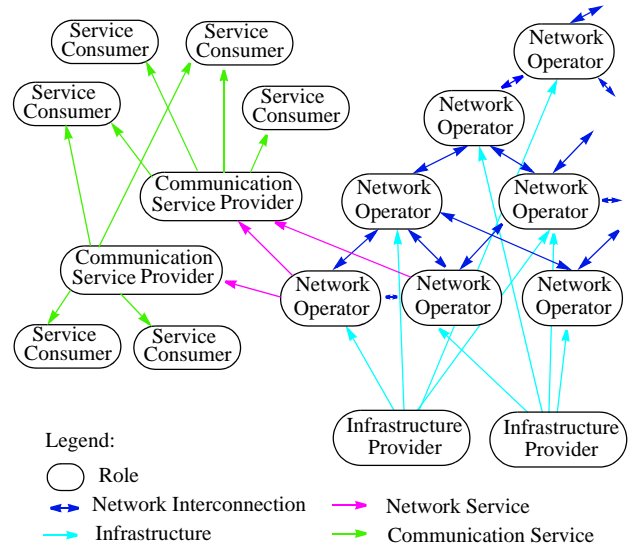 Service
Consumer
Service
Consumer
Network
Operator
Service
Consumer
Service
Consumer
Network
Operator
Communication
Service Provider
Network
Operator
Network
Operator
Communication
Service Provider
Network
Operator
Network
Operator
Network
Operator
Service
Consumer
Service
Consumer
Infrastructure
Provider
Infrastructure
Provider
Legend:
Role
Network Interconnection
Network Service
Infrastructure
Communication Service